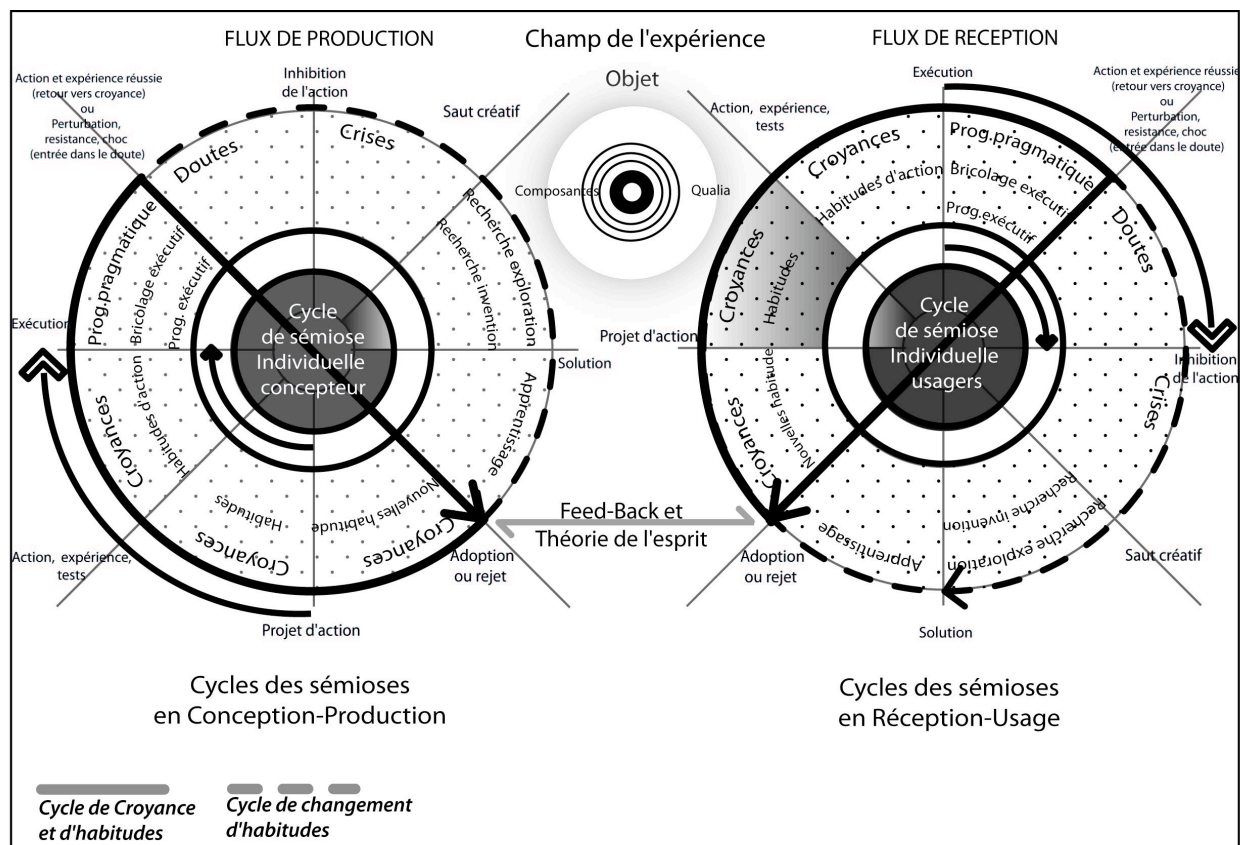 FLUX DE PRODUCTION
Champ de l'expérience
FLUX DE RECEPTION
Objet
Composantes
Qualia
Action et expérience réussie
(retour vers croyance)
ou
Perturbation,
resistance, choc
(entrée dans le doute)
Inhibition
de l'action
Saut créatif
Doutes
Crises
Recherche exploration
Recherche invention
Prog.pragmatique
Bricolage exécutif
Prog. exécutif
Exécution
Cycle
de sémiose
Individuelle
concepteur
Solution
Apprentissage
Croyances
Habitudes d'action
Croyances
Habitudes
Croyances
Nouvelles habitude
Action, expérience,
tests
Adoption
ou rejet
Projet d'action
Feed-Back et
Théorie de l'esprit
Exécution
Action, expérience,
tests
Action et expérience réussie
(retour vers croyance)
ou
Perturbation,
resistance, choc
(entrée dans le doute)
Croyances
Habitudes d'action
Prog.pragmatique
Bricolage exécutif
Prog.exécutif
Doutes
Croyances
Habitudes
Projet d'action
Cycle
de sémiose
Individuelle
usagers
Inhibition
de l'action
Crises
Croyances
Nouvelles habitude
Recherche invention
Recherche exploration
Apprentissage
Adoption
ou rejet
Saut créatif
Solution
Cycles des sémioses
en Conception-Production
Cycles des sémioses
en Réception-Usage
Cycle de Croyance
et d'habitudes
Cycle de changement
d'habitudes